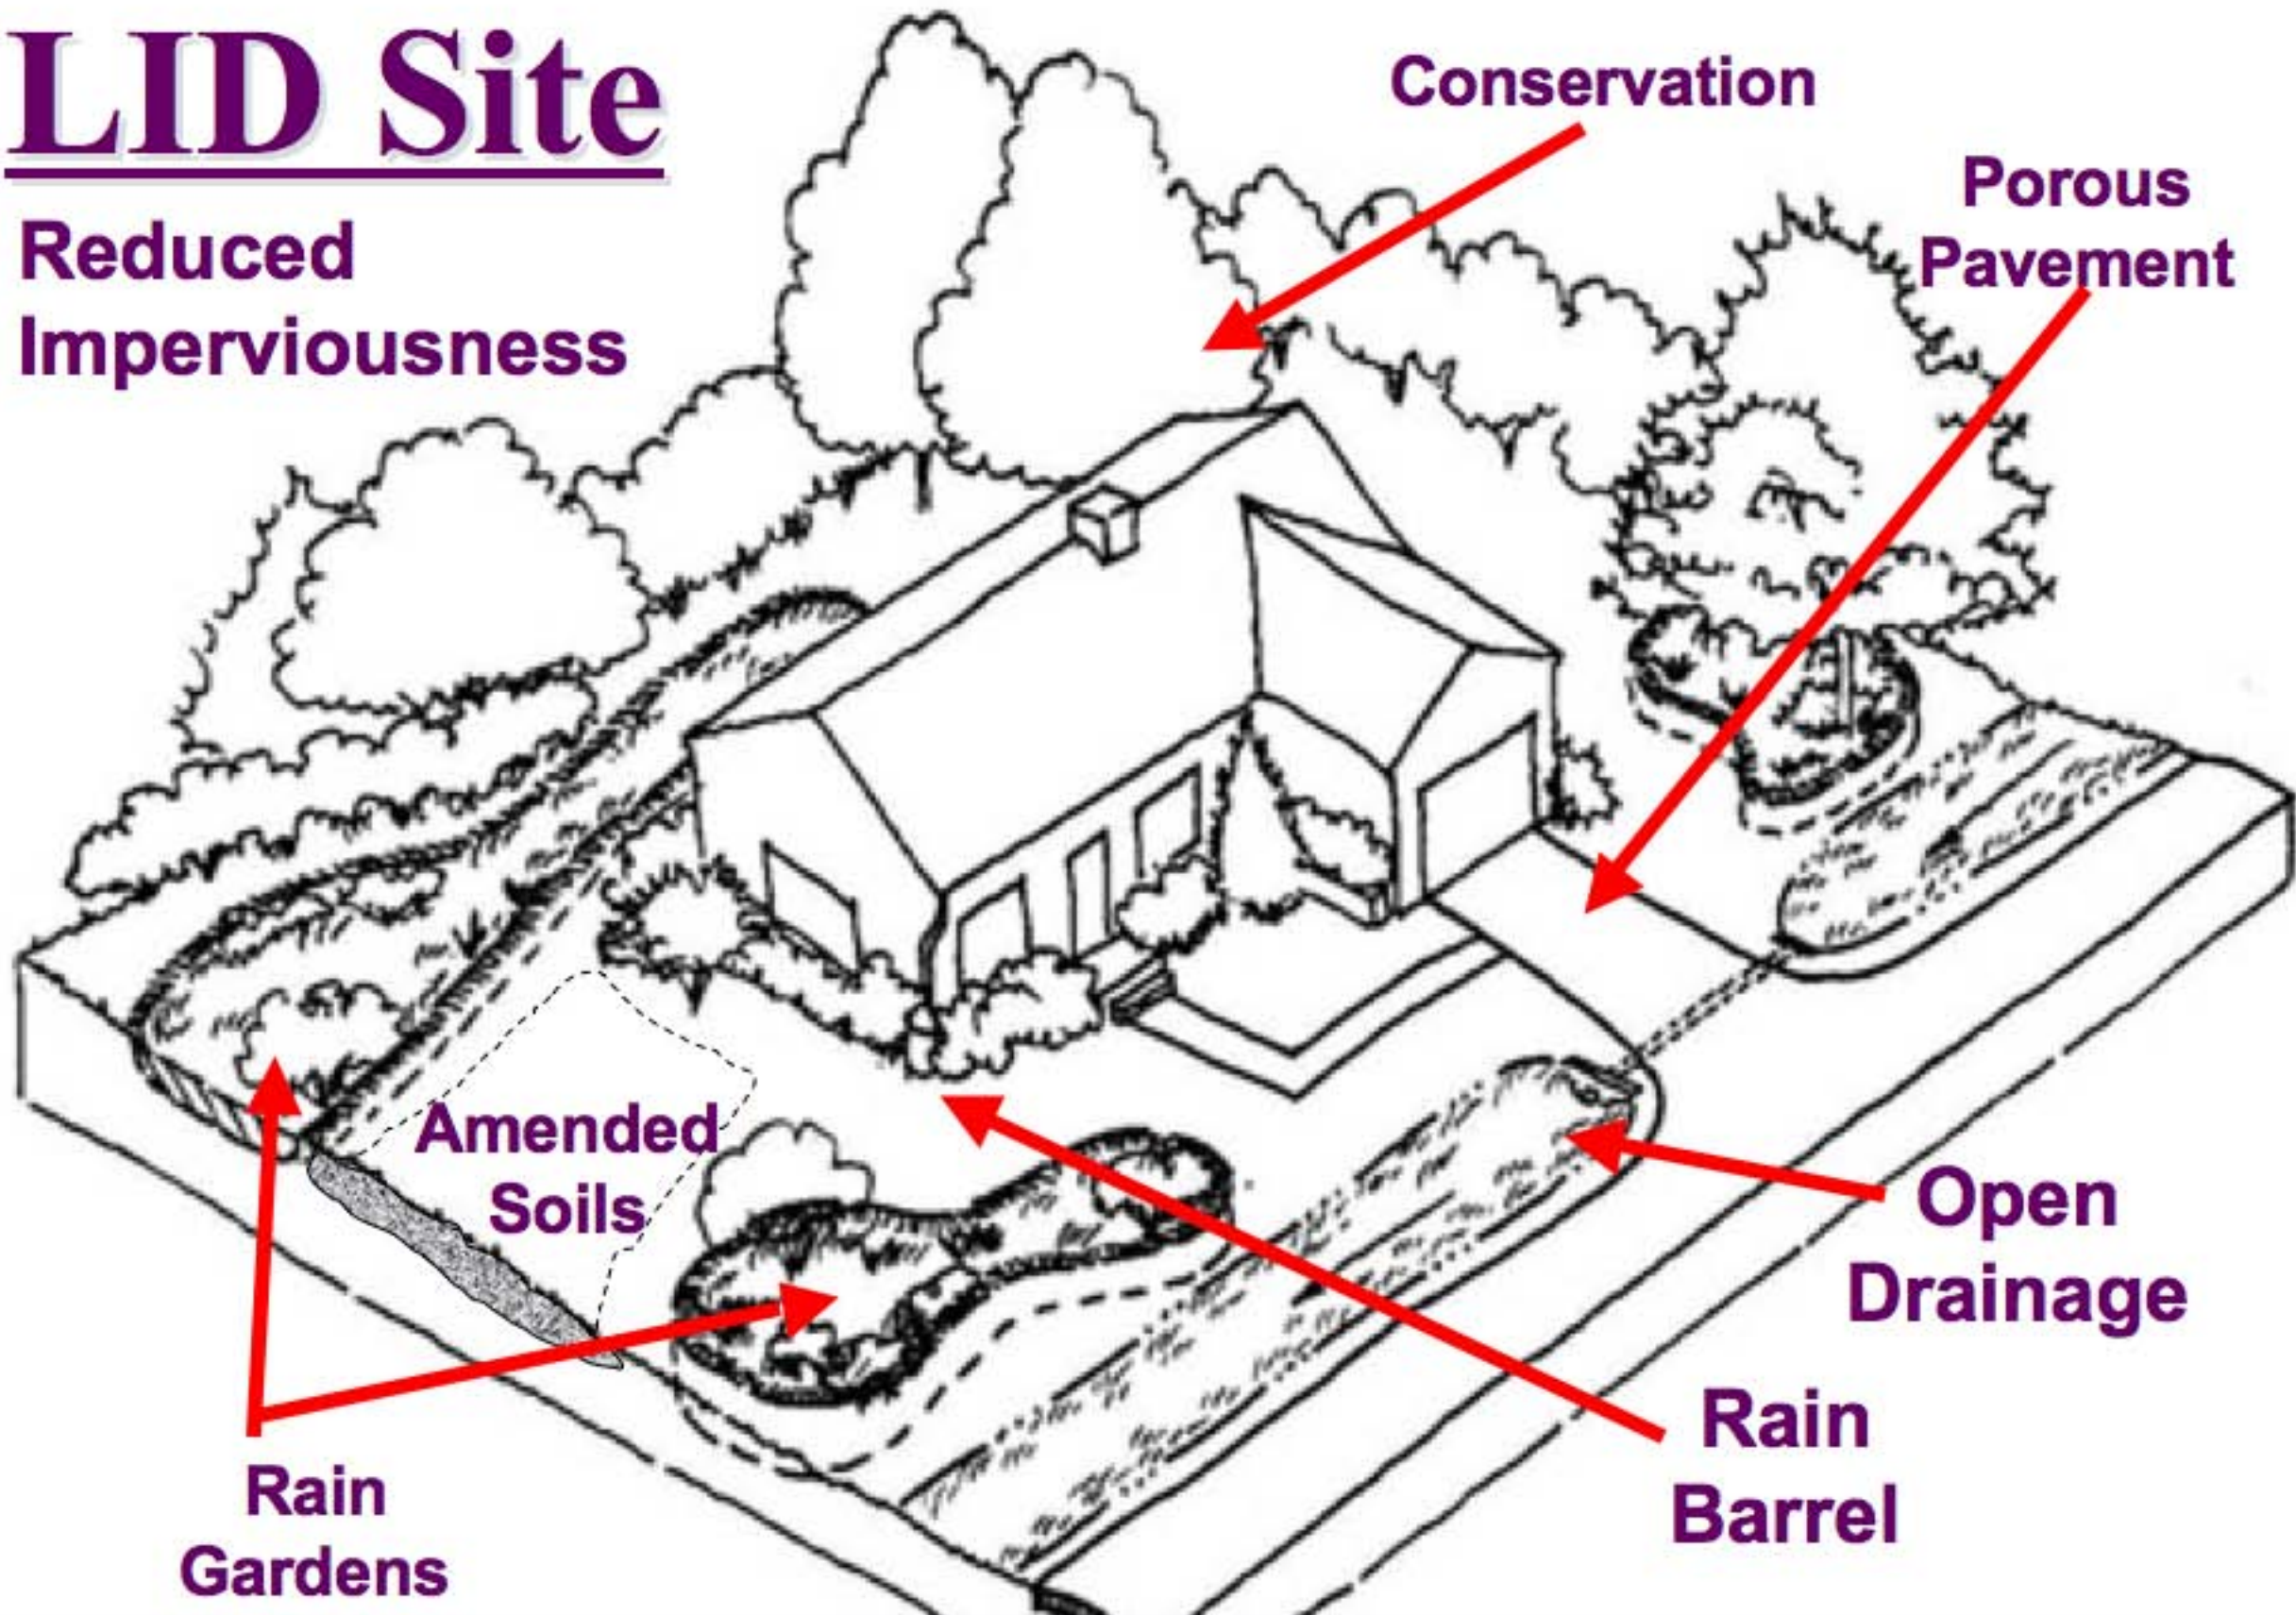 LID Site
Reduced
Imperviousness
Conservation
Porous
Pavement
Amended
Soils
Open
Drainage
Rain
Barrel
Rain
Gardens